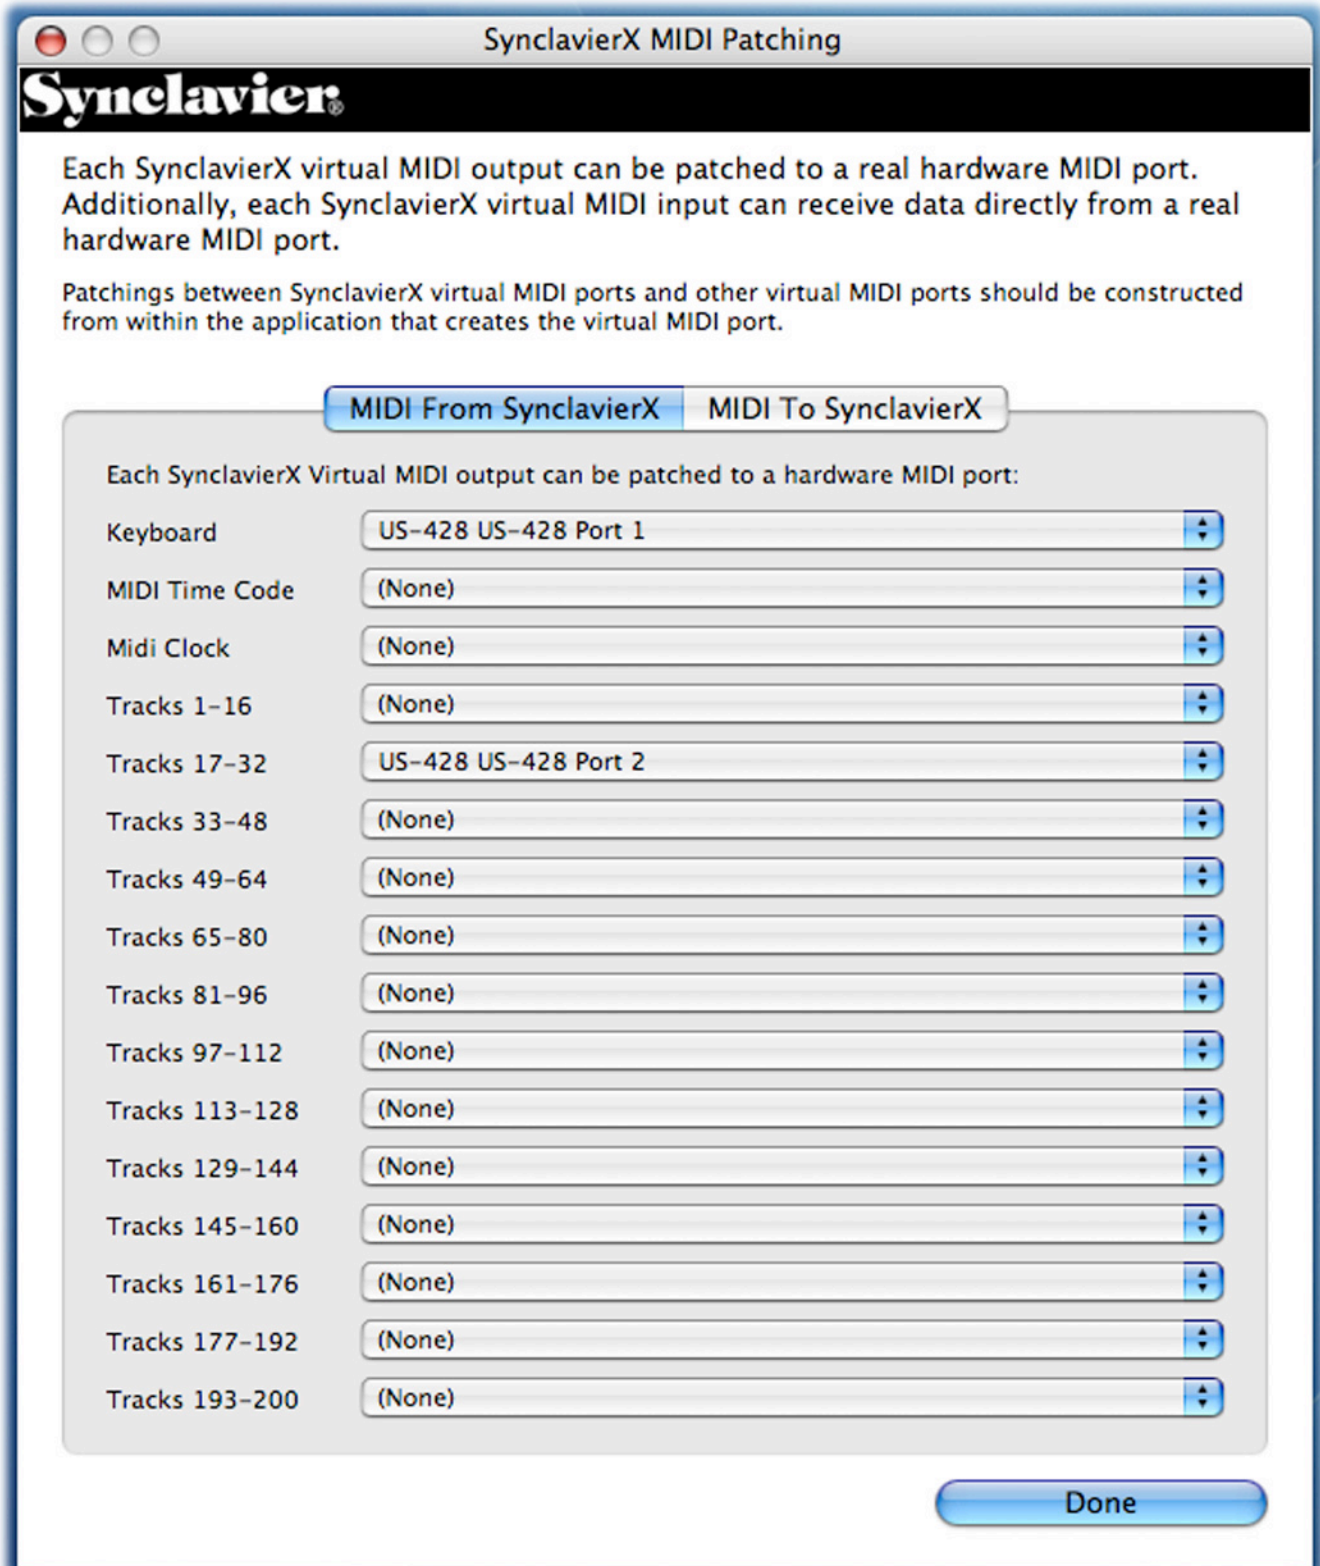 SynclavierX MIDI Patching
Synclavier®
Each SynclavierX virtual MIDI output can be patched to a real hardware MIDI port.
Additionally, each SynclavierX virtual MIDI input can receive data directly from a real
hardware MIDI port.
Patchings between SynclavierX virtual MIDI ports and other virtual MIDI ports should be constructed
from within the application that creates the virtual MIDI port.
MIDI From SynclavierX MIDI To SynclavierX
Each SynclavierX Virtual MIDI output can be patched to a hardware MIDI port:
Keyboard US-428 US-428 Port 1
MIDI Time Code (None)
Midi Clock (None)
Tracks 1-16 (None)
Tracks 17-32 US-428 US-428 Port 2
Tracks 33-48 (None)
Tracks 49-64 (None)
Tracks 65-80 (None)
Tracks 81-96 (None)
Tracks 97-112 (None)
Tracks 113-128 (None)
Tracks 129-144 (None)
Tracks 145-160 (None)
Tracks 161-176 (None)
Tracks 177-192 (None)
Tracks 193-200 (None)
Done